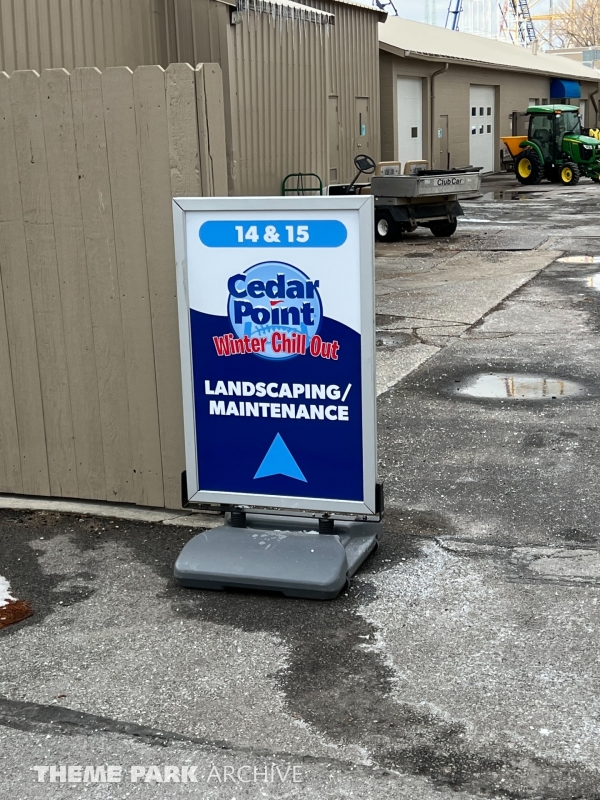 ClubCar
14 & 15
Cedar
Point
Winter Chill Out
LANDSCAPING/
MAINTENANCE
THEME PARK ARCHIVE